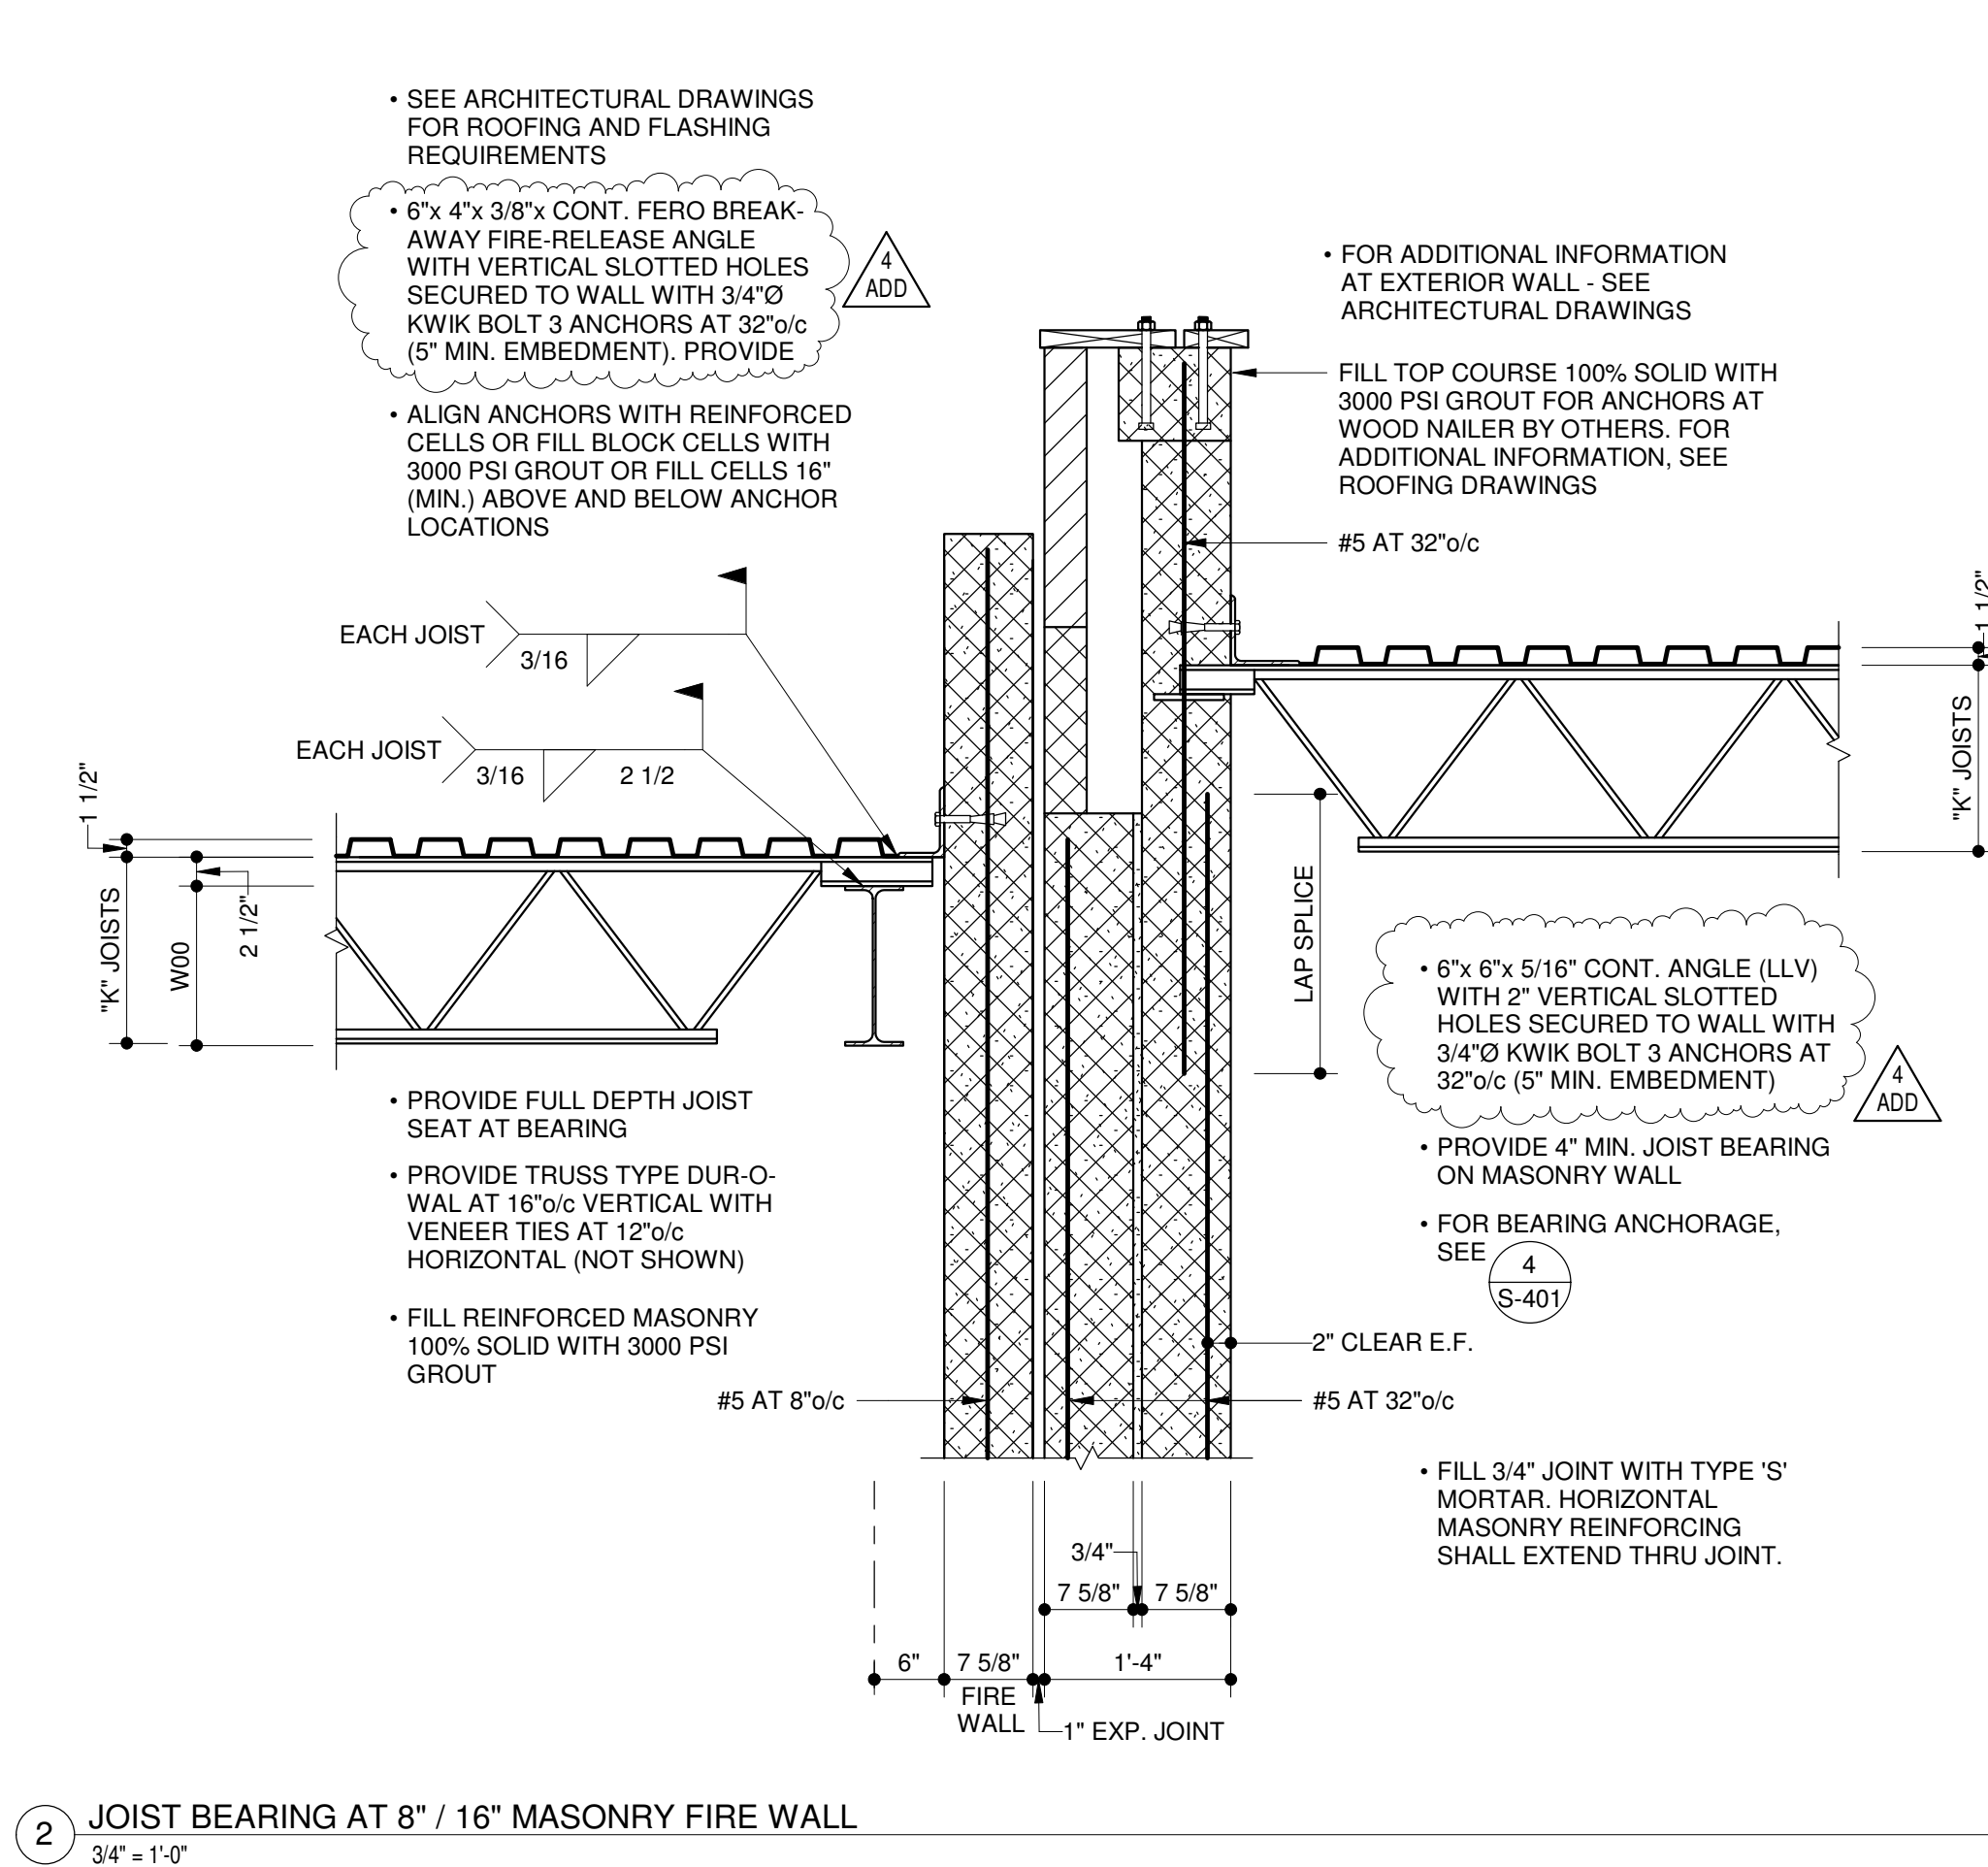 • SEE ARCHITECTURAL DRAWINGS
FOR ROOFING AND FLASHING
REQUIREMENTS
• 6"x 4"x 3/8"x CONT. FERO BREAK-
AWAY FIRE-RELEASE ANGLE
WITH VERTICAL SLOTTED HOLES
SECURED TO WALL WITH 3/4"Ø
KWIK BOLT 3 ANCHORS AT 32"o/c
(5" MIN. EMBEDMENT). PROVIDE
4
ADD
• ALIGN ANCHORS WITH REINFORCED
CELLS OR FILL BLOCK CELLS WITH
3000 PSI GROUT OR FILL CELLS 16"
(MIN.) ABOVE AND BELOW ANCHOR
LOCATIONS
• FOR ADDITIONAL INFORMATION
AT EXTERIOR WALL - SEE
ARCHITECTURAL DRAWINGS
FILL TOP COURSE 100% SOLID WITH
3000 PSI GROUT FOR ANCHORS AT
WOOD NAILER BY OTHERS. FOR
ADDITIONAL INFORMATION, SEE
ROOFING DRAWINGS
#5 AT 32"o/c
EACH JOIST
3/16
EACH JOIST
3/16
2 1/2
1 1/2"
"K" JOISTS
W00
2 1/2"
1 1/2"
"K" JOISTS
LAP SPLICE
• 6"x 6"x 5/16" CONT. ANGLE (LLV)
WITH 2" VERTICAL SLOTTED
HOLES SECURED TO WALL WITH
3/4"Ø KWIK BOLT 3 ANCHORS AT
32"o/c (5" MIN. EMBEDMENT)
4
ADD
• PROVIDE 4" MIN. JOIST BEARING
ON MASONRY WALL
• FOR BEARING ANCHORAGE,
SEE
4
S-401
2" CLEAR E.F.
#5 AT 32"o/c
• FILL 3/4" JOINT WITH TYPE 'S'
MORTAR. HORIZONTAL
MASONRY REINFORCING
SHALL EXTEND THRU JOINT.
• PROVIDE FULL DEPTH JOIST
SEAT AT BEARING
• PROVIDE TRUSS TYPE DUR-O-
WAL AT 16"o/c VERTICAL WITH
VENEER TIES AT 12"o/c
HORIZONTAL (NOT SHOWN)
• FILL REINFORCED MASONRY
100% SOLID WITH 3000 PSI
GROUT
#5 AT 8"o/c
3/4"
7 5/8"
7 5/8"
6"
7 5/8"
1'-4"
FIRE
WALL
1" EXP. JOINT
2
JOIST BEARING AT 8" / 16" MASONRY FIRE WALL
3/4" = 1'-0"